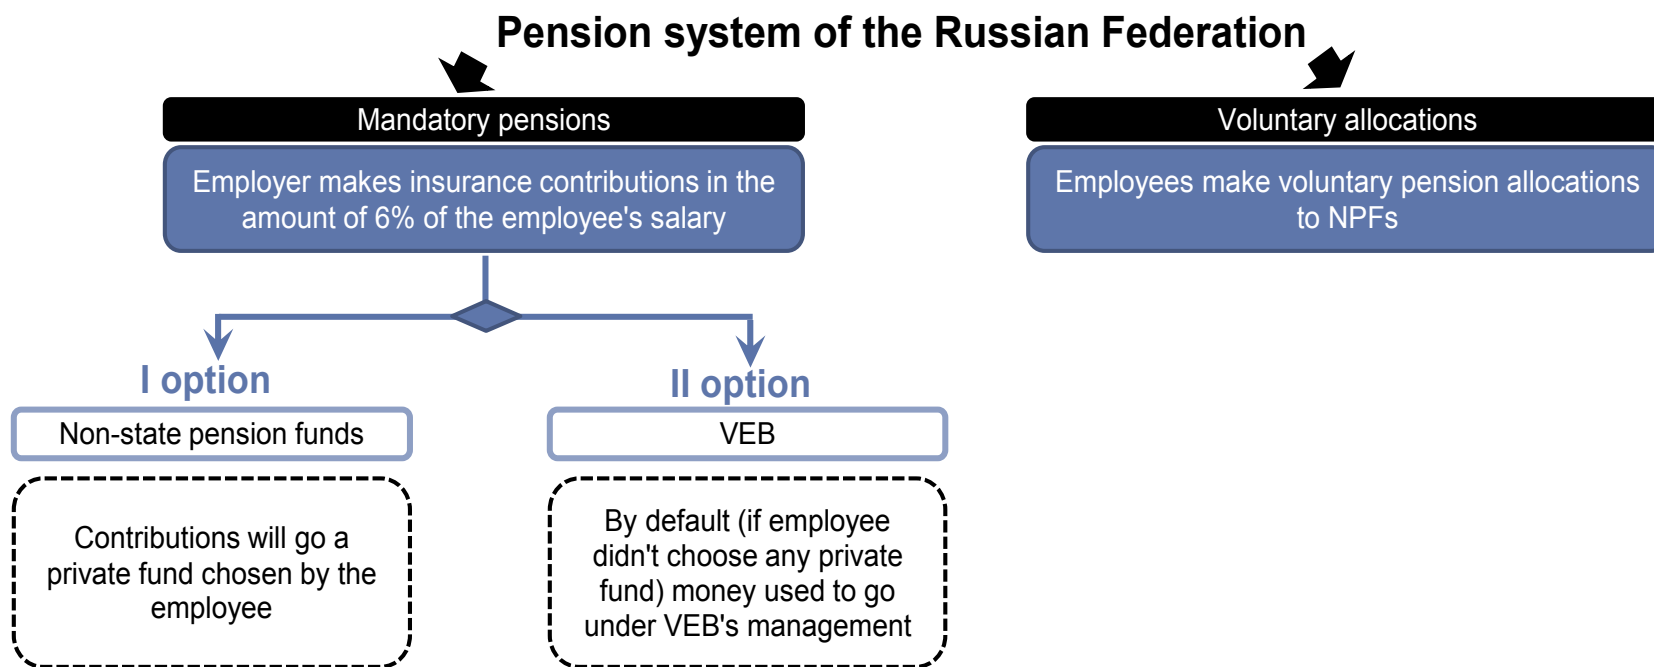 Pension system of the Russian Federation
Mandatory pensions
Voluntary allocations
Employer makes insurance contributions in the
amount of 6% of the employee's salary
Employees make voluntary pension allocations
to NPFs
I option
II option
Non-state pension funds
VEB
Contributions will go a
private fund chosen by the
employee
By default (if employee
didn't choose any private
fund) money used to go
under VEB's management